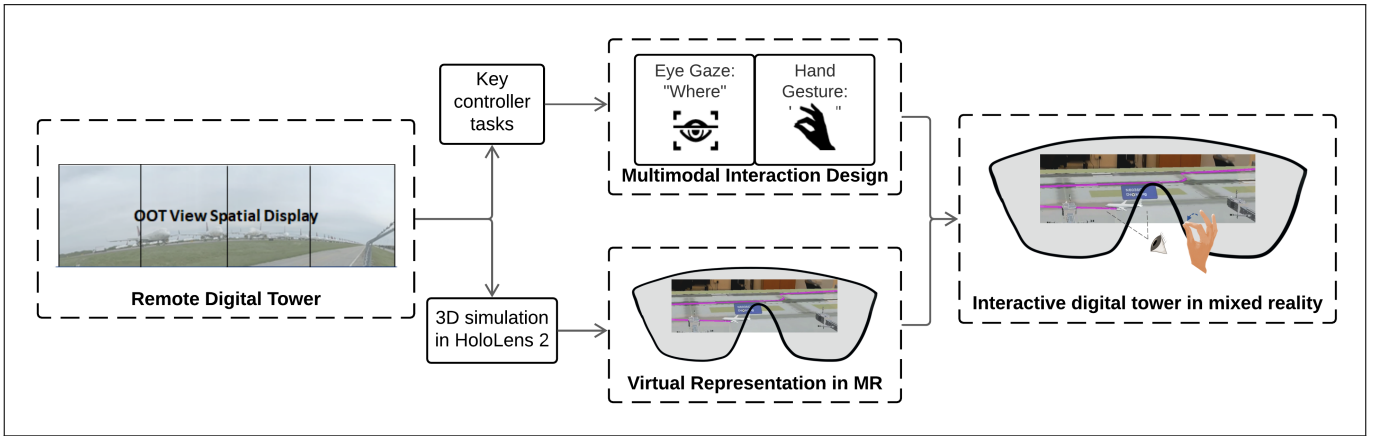 OOT View Spatial Display
Remote Digital Tower
Key
controller
tasks
3D simulation
in HoloLens 2
Eye Gaze:
"Where"
Hand
Gesture:
Multimodal Interaction Design
Virtual Representation in MR
Interactive digital tower in mixed reality